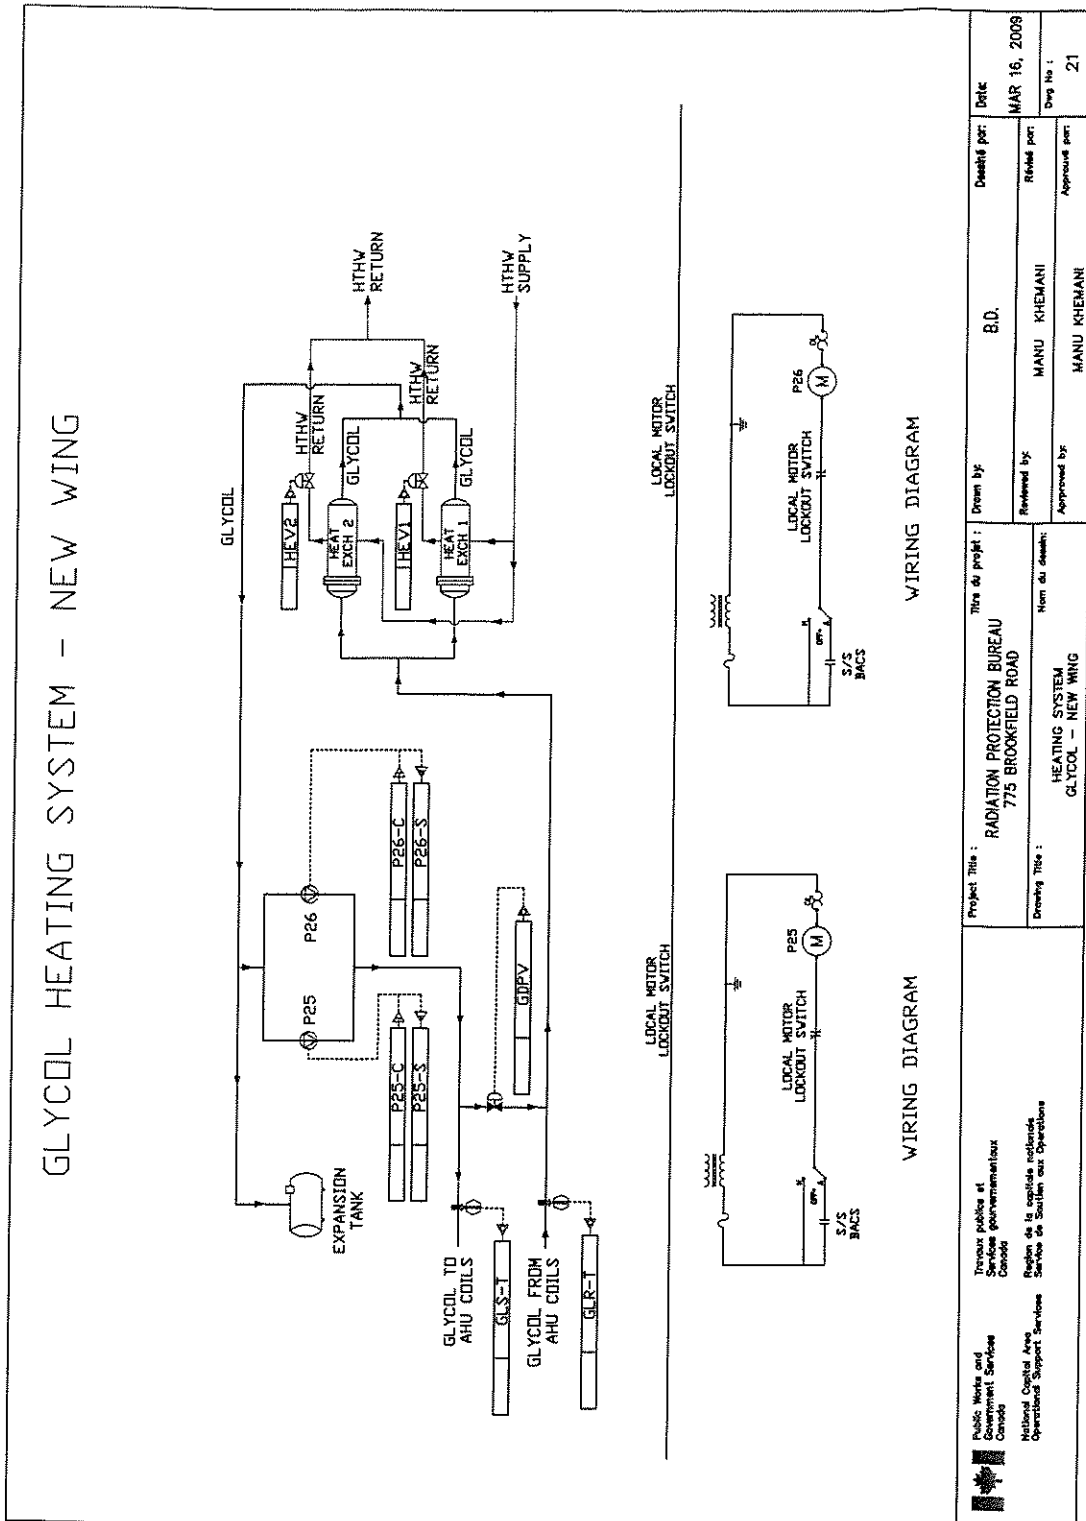 GLYCOL HEATING SYSTEM - NEW WING
GLYCOL
EXPANSION
TANK
P25
P26
P25-C
P25-S
P26-C
P26-S
GLYCOL TO
AHU COILS
GLS-T
GLYCOL FROM
AHU COILS
GLR-T
GDPV
HEV2
HEAT
EXCH 2
HEV1
HEAT
EXCH 1
HTHW
RETURN
GLYCOL
HTHW
RETURN
GLYCOL
HTHW
RETURN
HTHW
SUPPLY
LOCAL MOTOR
LOCKOUT SWITCH
LOCAL MOTOR
LOCKOUT SWITCH
LOCAL MOTOR
LOCKOUT SWITCH
P25
M
OL
H
OFF
A
S/S
BACS
WIRING DIAGRAM
LOCAL MOTOR
LOCKOUT SWITCH
P26
M
OL
H
OFF
A
S/S
BACS
WIRING DIAGRAM
Public Works and
Government Services
Canada
Travaux publics et
Services gouvernementaux
Canada
National Capital Area
Operational Support Services
Region de la capitale nationale
Service de Soutien aux Operations
Project Title :
Titre du projet :
RADIATION PROTECTION BUREAU
775 BROOKFIELD ROAD
Drawing Title :
Nom du dessin:
HEATING SYSTEM
GLYCOL - NEW WING
Drawn by:
Dessiné par:
B.D.
Reviewed by:
Révisé par:
MANU KHEMANI
Approved by:
Approuvé par:
MANU KHEMANI
Date:
MAR 16, 2009
Dwg No :
21